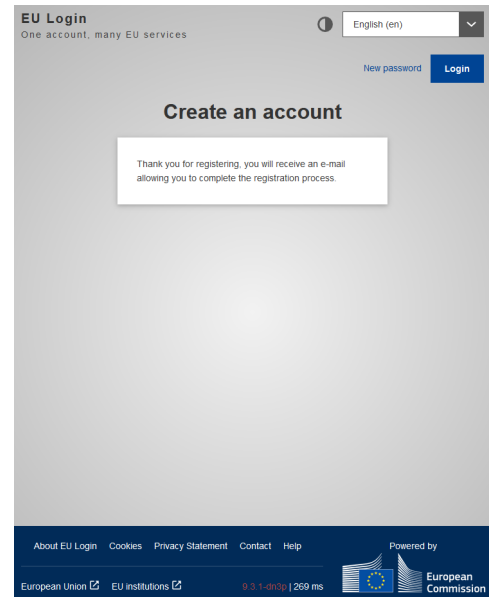 EU Login
One account, many EU services
English (en)
New password Login
Create an account
Thank you for registering, you will receive an e-mail
allowing you to complete the registration process.
About EU Login Cookies Privacy Statement Contact Help
Powered by
European Union EU institutions 9.3.1-dn3p | 269 ms
European
Commission